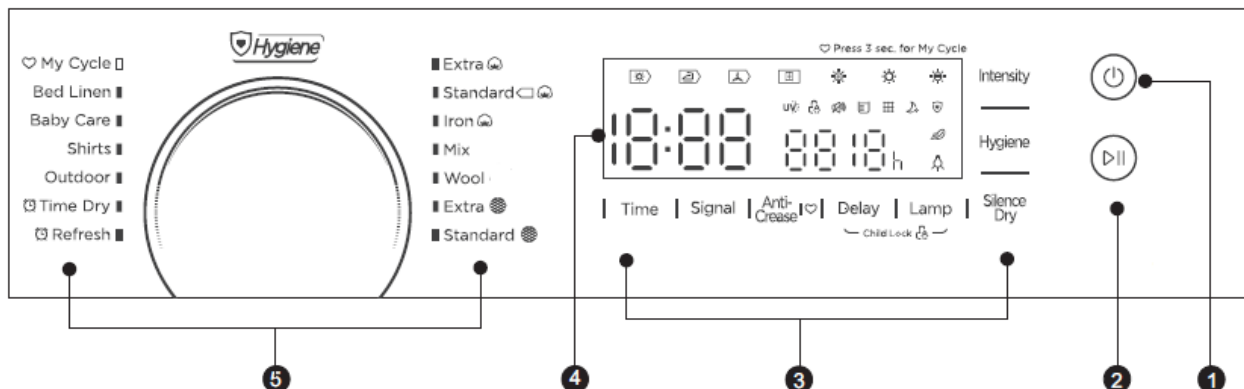 Hygiene
♡ Press 3 sec. for My Cycle
My Cycle
Bed Linen
Baby Care
Shirts
Outdoor
Time Dry
Refresh
Extra
Standard
Iron
Mix
Wool
Extra
Standard
UV
18:88
8818h
Intensity
Hygiene
Time
Signal
Anti-
Crease
Delay
Lamp
Silence
Dry
Child Lock
5
4
3
2
1